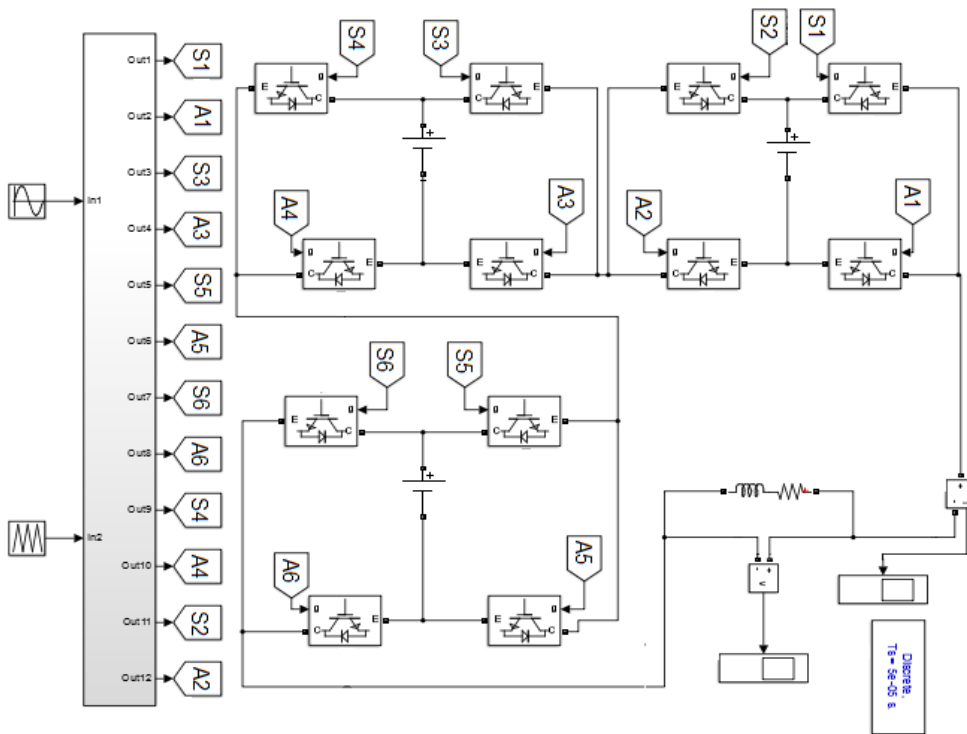 In1
In2
Out1
Out2
Out3
Out4
Out5
Out6
Out7
Out8
Out9
Out10
Out11
Out12
S1
A1
S3
A3
S5
A5
S6
A6
S4
A4
S2
A2
S4
S3
S2
S1
g
E
C
g
C
E
g
E
C
g
C
E
+
+
A4
A3
A2
A1
g
C
E
g
E
C
g
C
E
g
E
C
S6
S5
g
E
C
g
C
E
+
A6
A5
g
C
E
g
E
C
+
-
v
Discrete,
Ts = 5e-05 s.